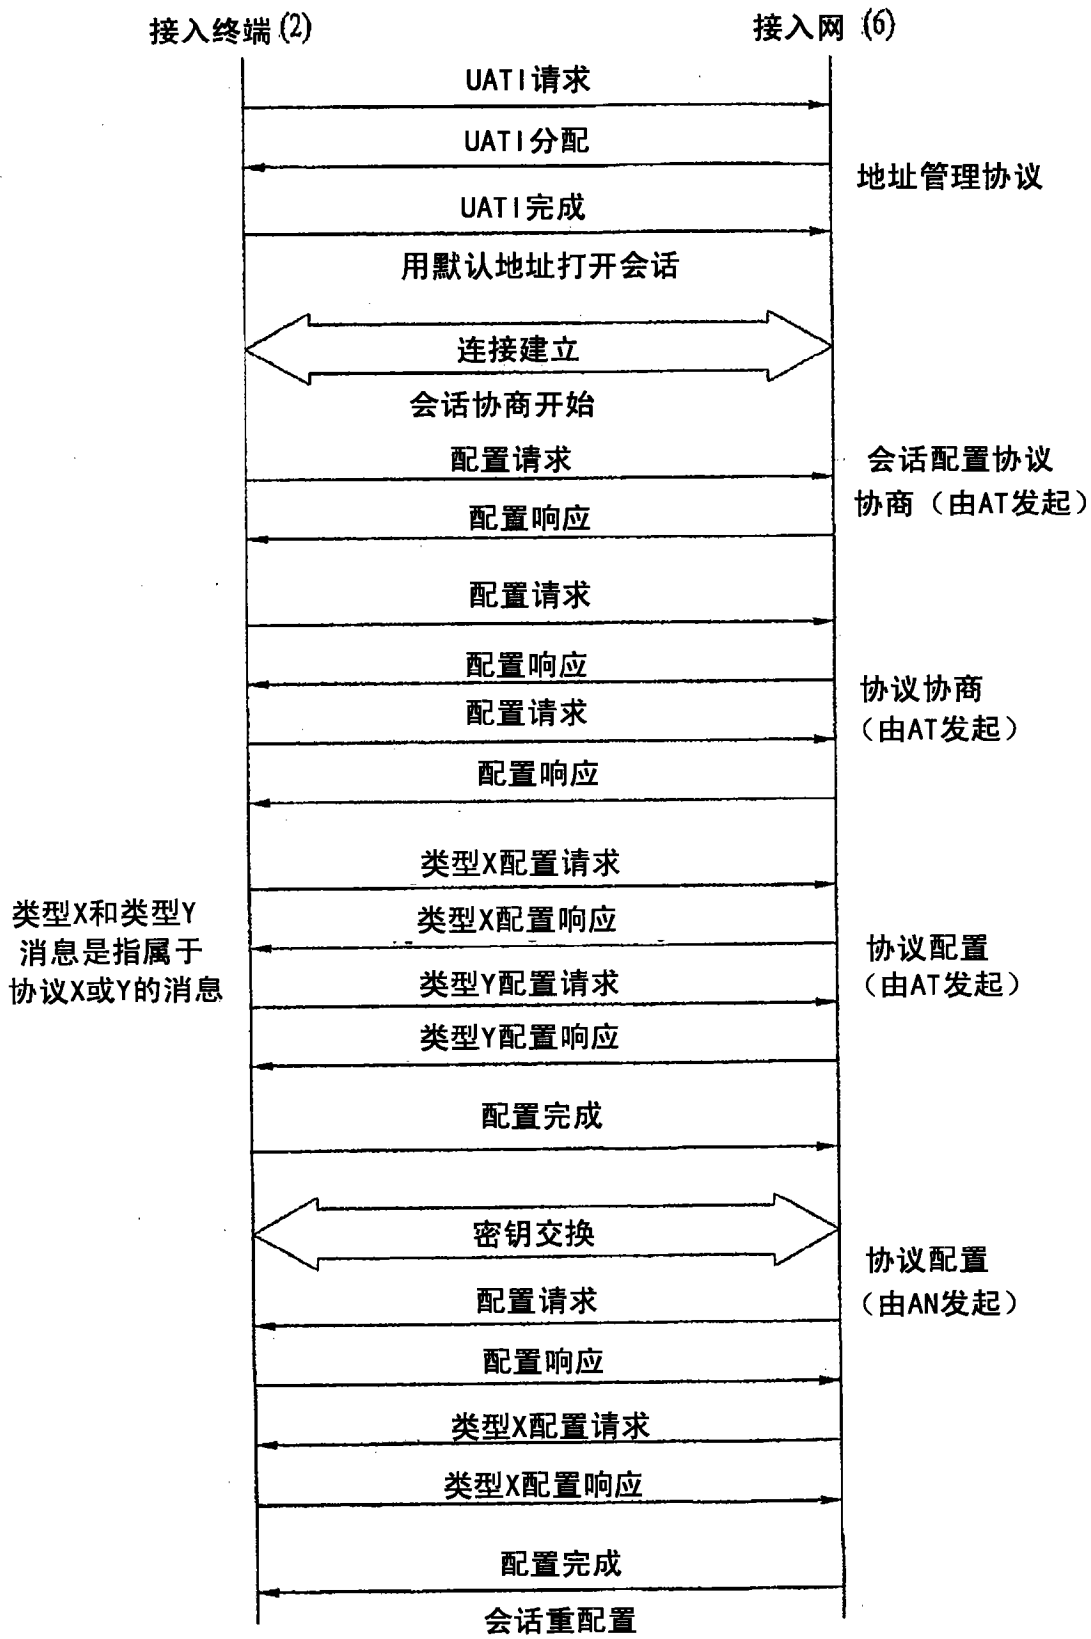 接入终端(2)
接入网(6)
UATI请求
UATI分配
地址管理协议
UATI完成
用默认地址打开会话
连接建立
会话协商开始
配置请求
会话配置协议
协商（由AT发起）
配置响应
配置请求
配置响应
协议协商
（由AT发起）
配置请求
配置响应
类型X配置请求
类型X和类型Y
消息是指属于
协议X或Y的消息
类型X配置响应
协议配置
（由AT发起）
类型Y配置请求
类型Y配置响应
配置完成
密钥交换
协议配置
（由AN发起）
配置请求
配置响应
类型X配置请求
类型X配置响应
配置完成
会话重配置